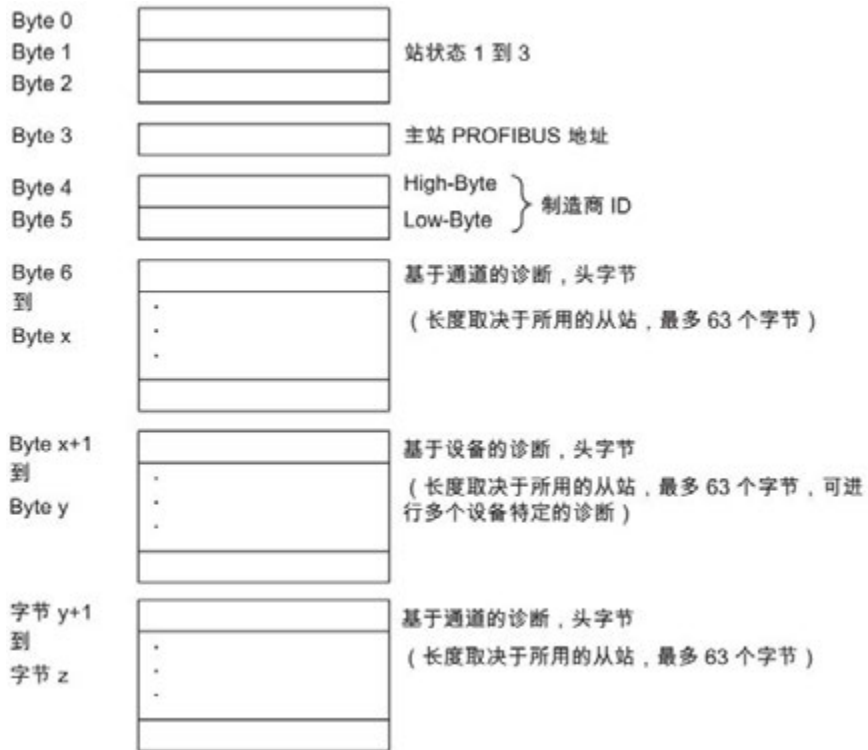 Byte 0
Byte 1
站状态 1 到 3
Byte 2
Byte 3
主站 PROFIBUS 地址
Byte 4
High-Byte
制造商 ID
Byte 5
Low-Byte
Byte 6
基于通道的诊断，头字节
到
（长度取决于所用的从站，最多 63 个字节）
Byte x
Byte x+1
基于设备的诊断，头字节
到
（长度取决于所用的从站，最多 63 个字节，可进
行多个设备特定的诊断）
Byte y
字节 y+1
基于通道的诊断，头字节
到
（长度取决于所用的从站，最多 63 个字节）
字节 z